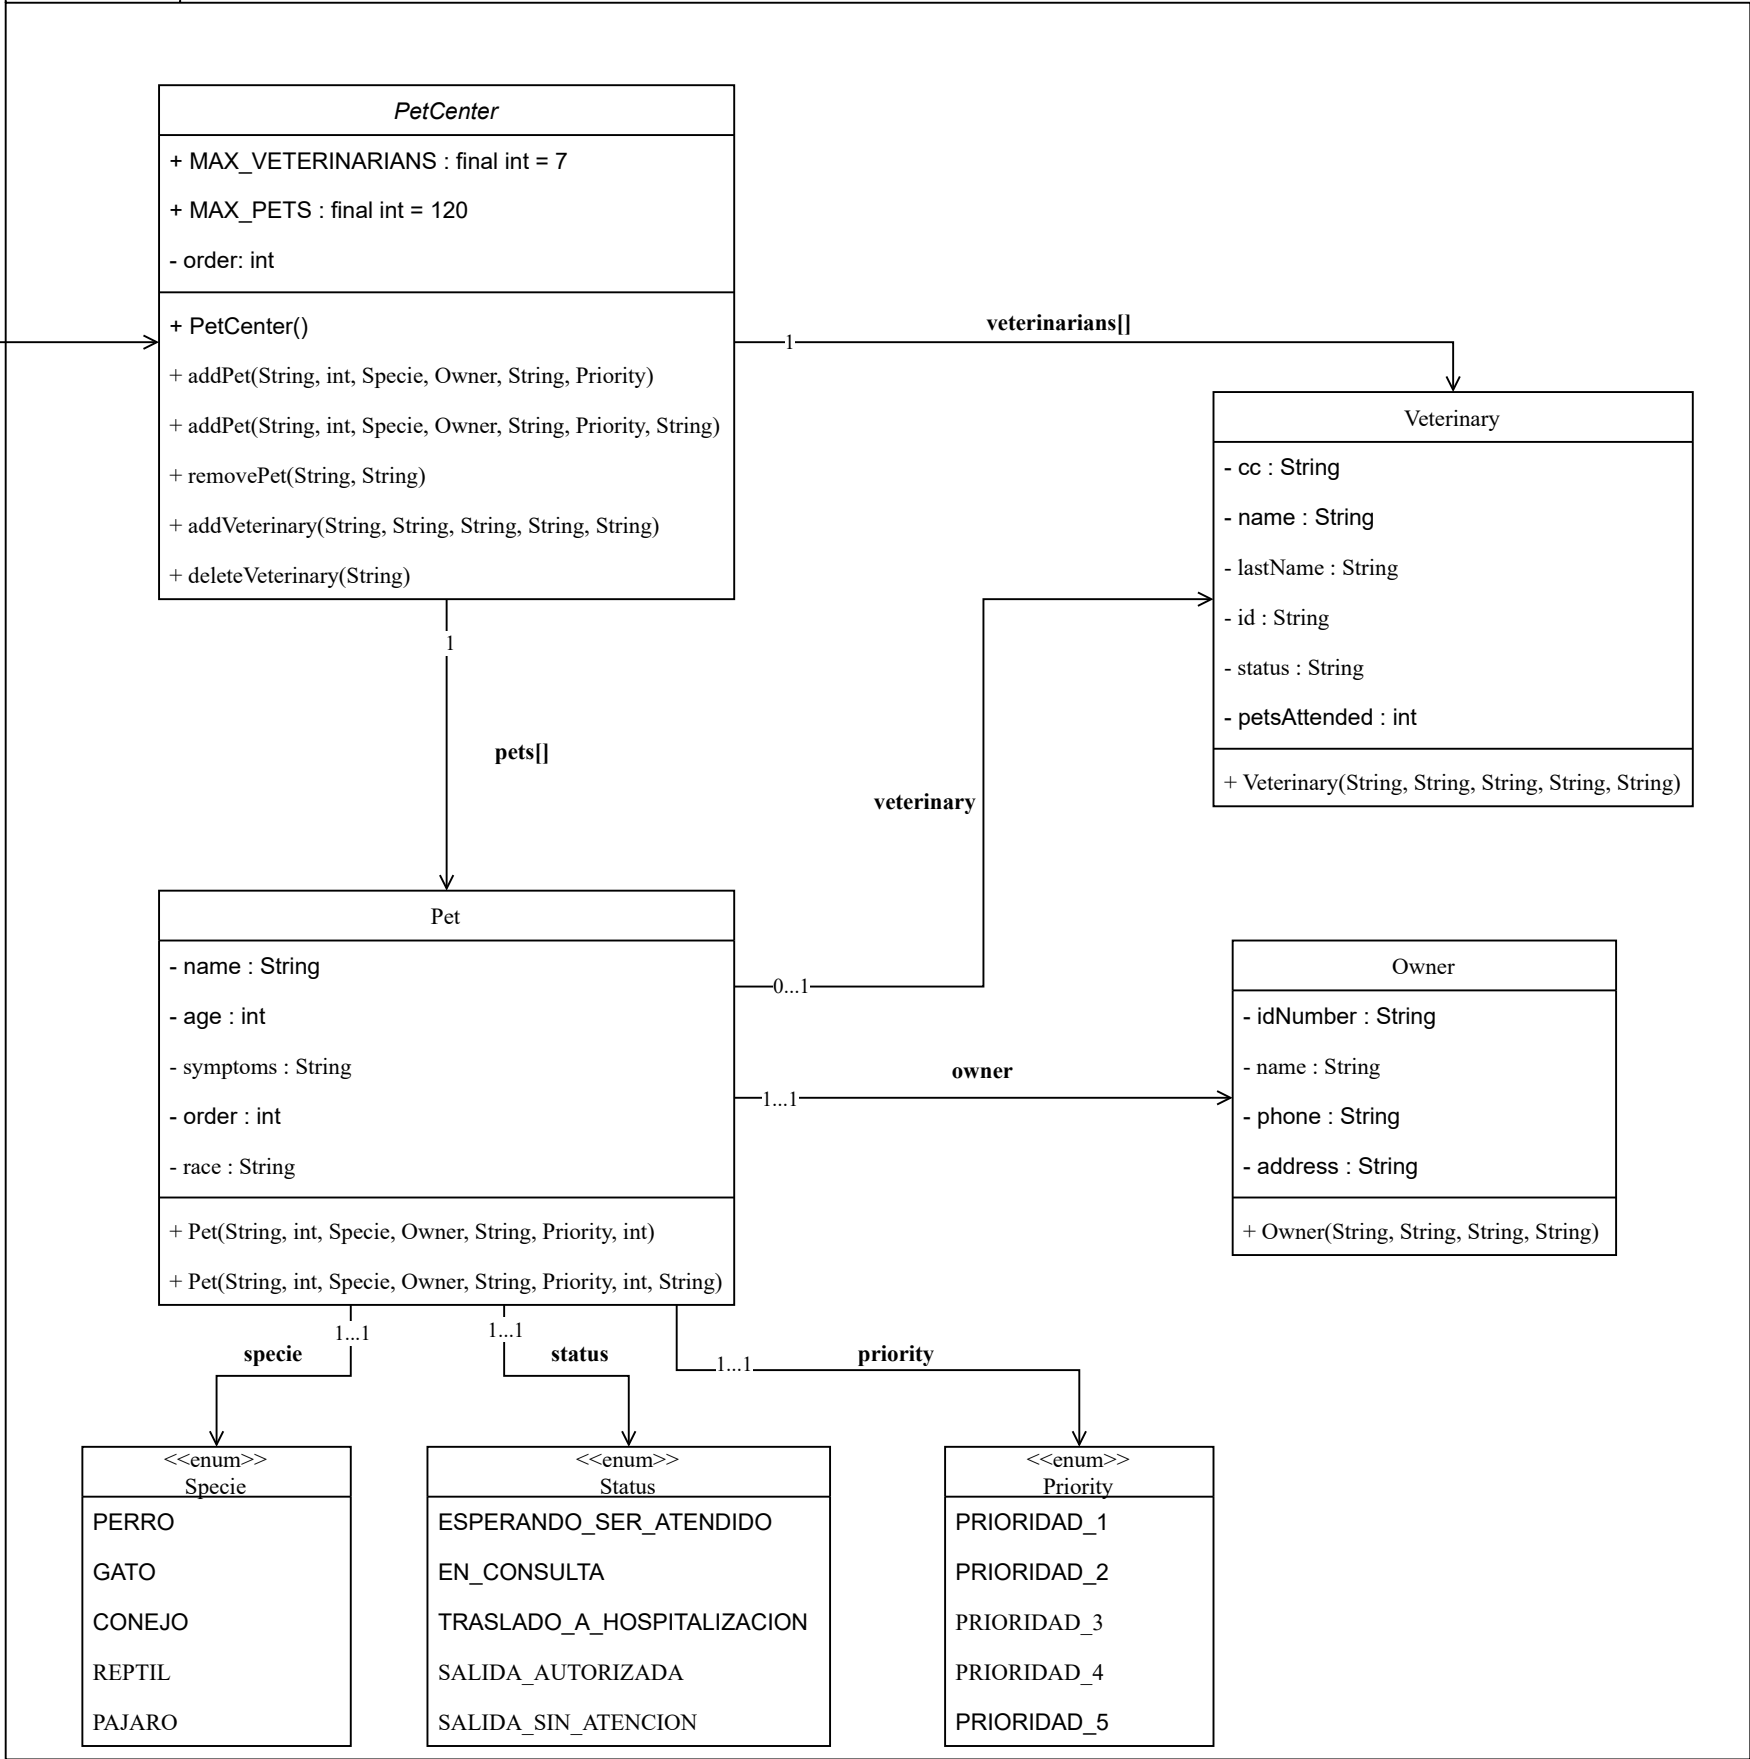 PetCenter
+ MAX_VETERINARIANS : final int = 7
+ MAX_PETS : final int = 120
- order: int
+ PetCenter()
+ addPet(String, int, Specie, Owner, String, Priority)
+ addPet(String, int, Specie, Owner, String, Priority, String)
+ removePet(String, String)
+ addVeterinary(String, String, String, String, String)
+ deleteVeterinary(String)
1
veterinarians[]
Veterinary
- cc : String
- name : String
- lastName : String
- id : String
- status : String
- petsAttended : int
+ Veterinary(String, String, String, String, String)
1
pets[]
veterinary
0...1
Pet
- name : String
- age : int
- symptoms : String
- order : int
- race : String
+ Pet(String, int, Specie, Owner, String, Priority, int)
+ Pet(String, int, Specie, Owner, String, Priority, int, String)
owner
1...1
Owner
- idNumber : String
- name : String
- phone : String
- address : String
+ Owner(String, String, String, String)
1...1
specie
1...1
status
1...1
priority
<<enum>>
Specie
PERRO
GATO
CONEJO
REPTIL
PAJARO
<<enum>>
Status
ESPERANDO_SER_ATENDIDO
EN_CONSULTA
TRASLADO_A_HOSPITALIZACION
SALIDA_AUTORIZADA
SALIDA_SIN_ATENCION
<<enum>>
Priority
PRIORIDAD_1
PRIORIDAD_2
PRIORIDAD_3
PRIORIDAD_4
PRIORIDAD_5